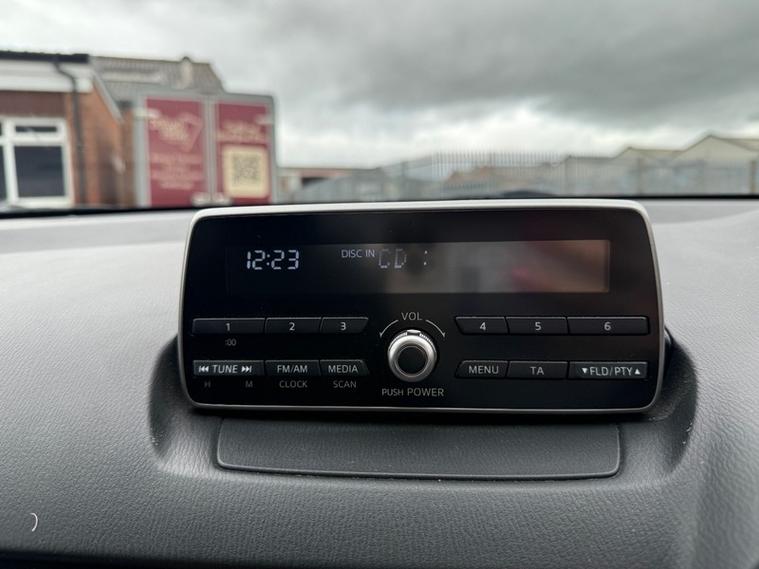 12:23 DISC IN CD :
VOL
1 2 3 4 5 6
:00
⏮ TUNE ⏭ FM/AM MEDIA MENU TA ▼FLD/PTY▲
H M CLOCK SCAN
PUSH POWER